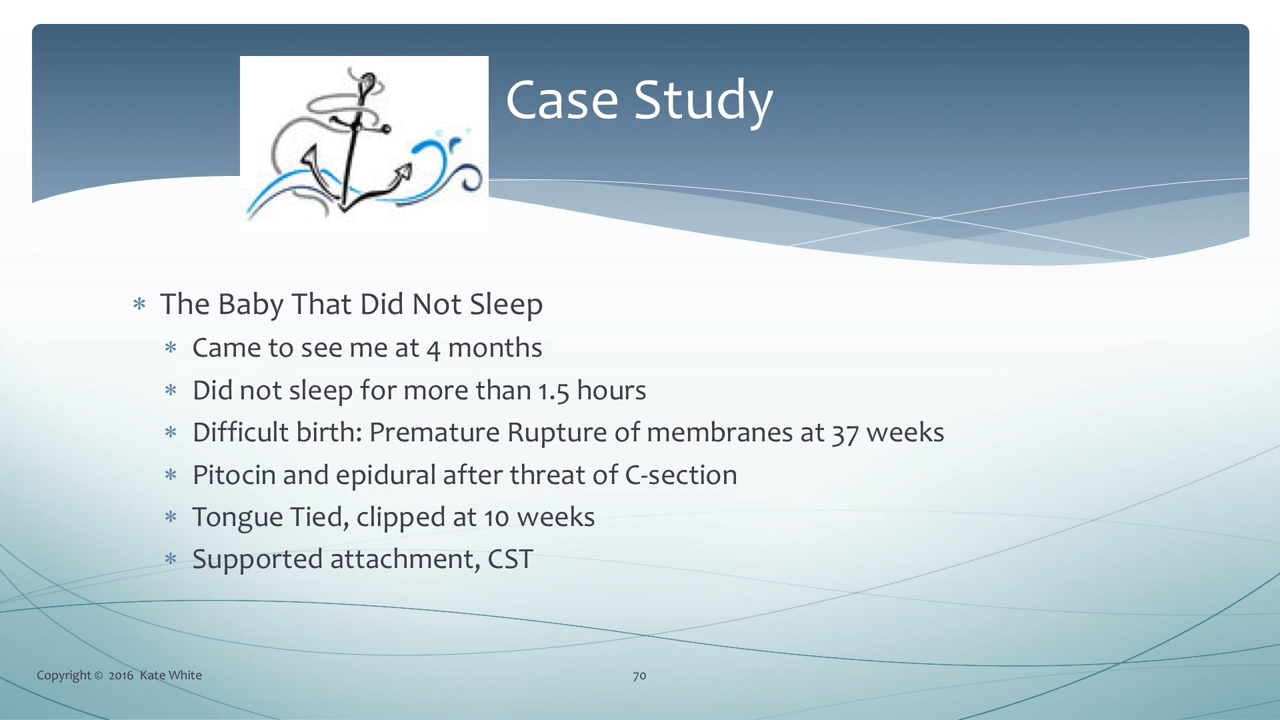 Case Study
* The Baby That Did Not Sleep
* Came to see me at 4 months
* Did not sleep for more than 1.5 hours
* Difficult birth: Premature Rupture of membranes at 37 weeks
* Pitocin and epidural after threat of C-section
* Tongue Tied, clipped at 10 weeks
* Supported attachment, CST
Copyright © 2016 Kate White
70